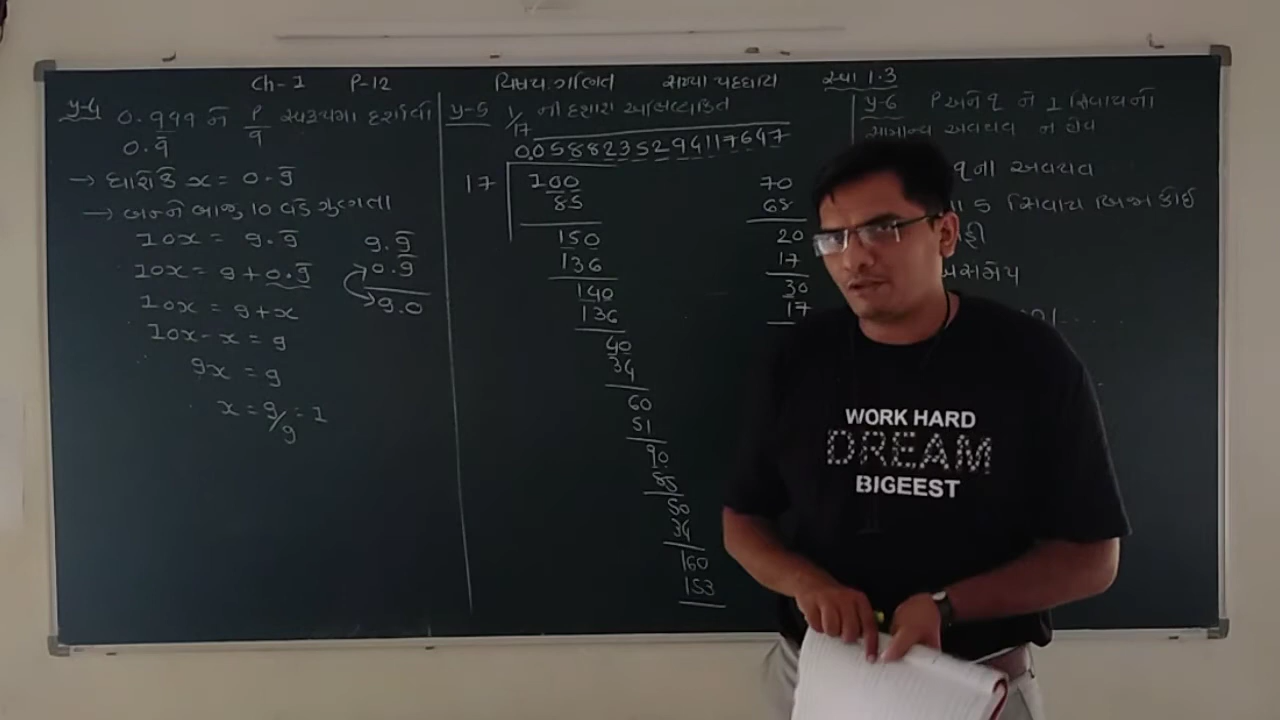 Ch-1 P-12 વિષય: ગણિત સંખ્યા પદ્ધતિ સ્વા 1.3
પ્ર-4 0.999 ને P/q સ્વરૂપમાં દર્શાવો
0.9̅
→ ધારો કે x = 0.9̅
→ બન્ને બાજુ 10 વડે ગુણતા
10x = 9.9̅
10x = 9 + 0.9̅
10x = 9 + x
10x - x = 9
9x = 9
x = 9/9 = 1
9.9̅
0.9̅
9.0
પ્ર-5 1/17 ની દશાંશ અભિવ્યક્તિ
0.0588235294117647
17 100
85
150
136
140
136
40
34
60
51
90
85
50
34
160
153
70
68
20
17
30
17
પ્ર-6 P અને q ને 1 સિવાયનો
સામાન્ય અવયવ ન હોય
q ના અવયવ
5 સિવાય અન્ય કોઈ
WORK HARD
DREAM
BIGEEST